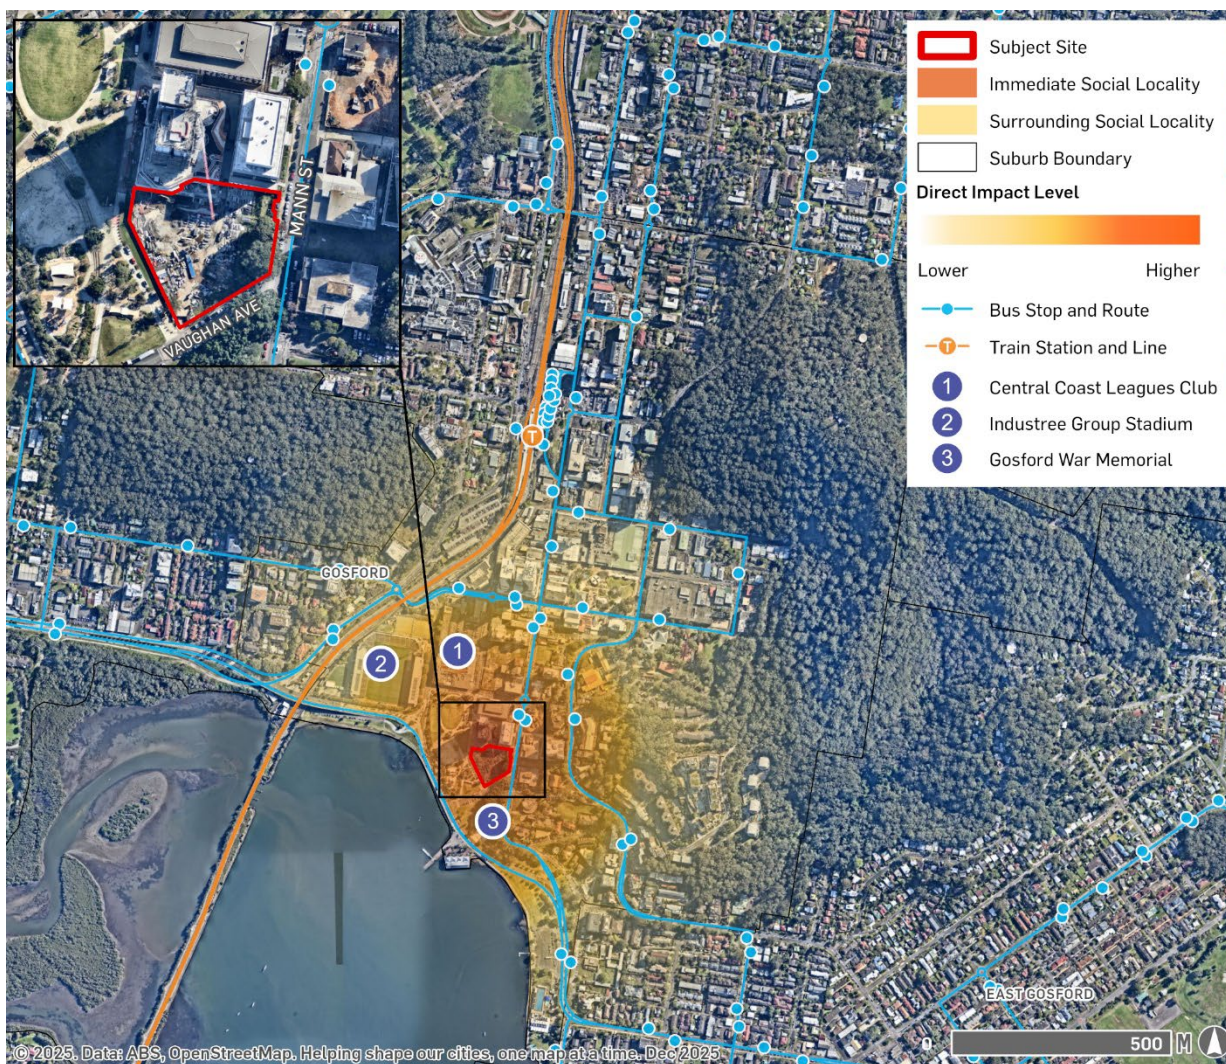 MANN ST
VAUGHAN AVE
Subject Site
Immediate Social Locality
Surrounding Social Locality
Suburb Boundary
Direct Impact Level
Lower
Higher
Bus Stop and Route
T
Train Station and Line
1
Central Coast Leagues Club
2
Industree Group Stadium
3
Gosford War Memorial
T
GOSFORD
1
2
3
EAST GOSFORD
© 2025. Data: ABS, OpenStreetMap. Helping shape our cities, one map at a time. Dec 2025
0 500 M